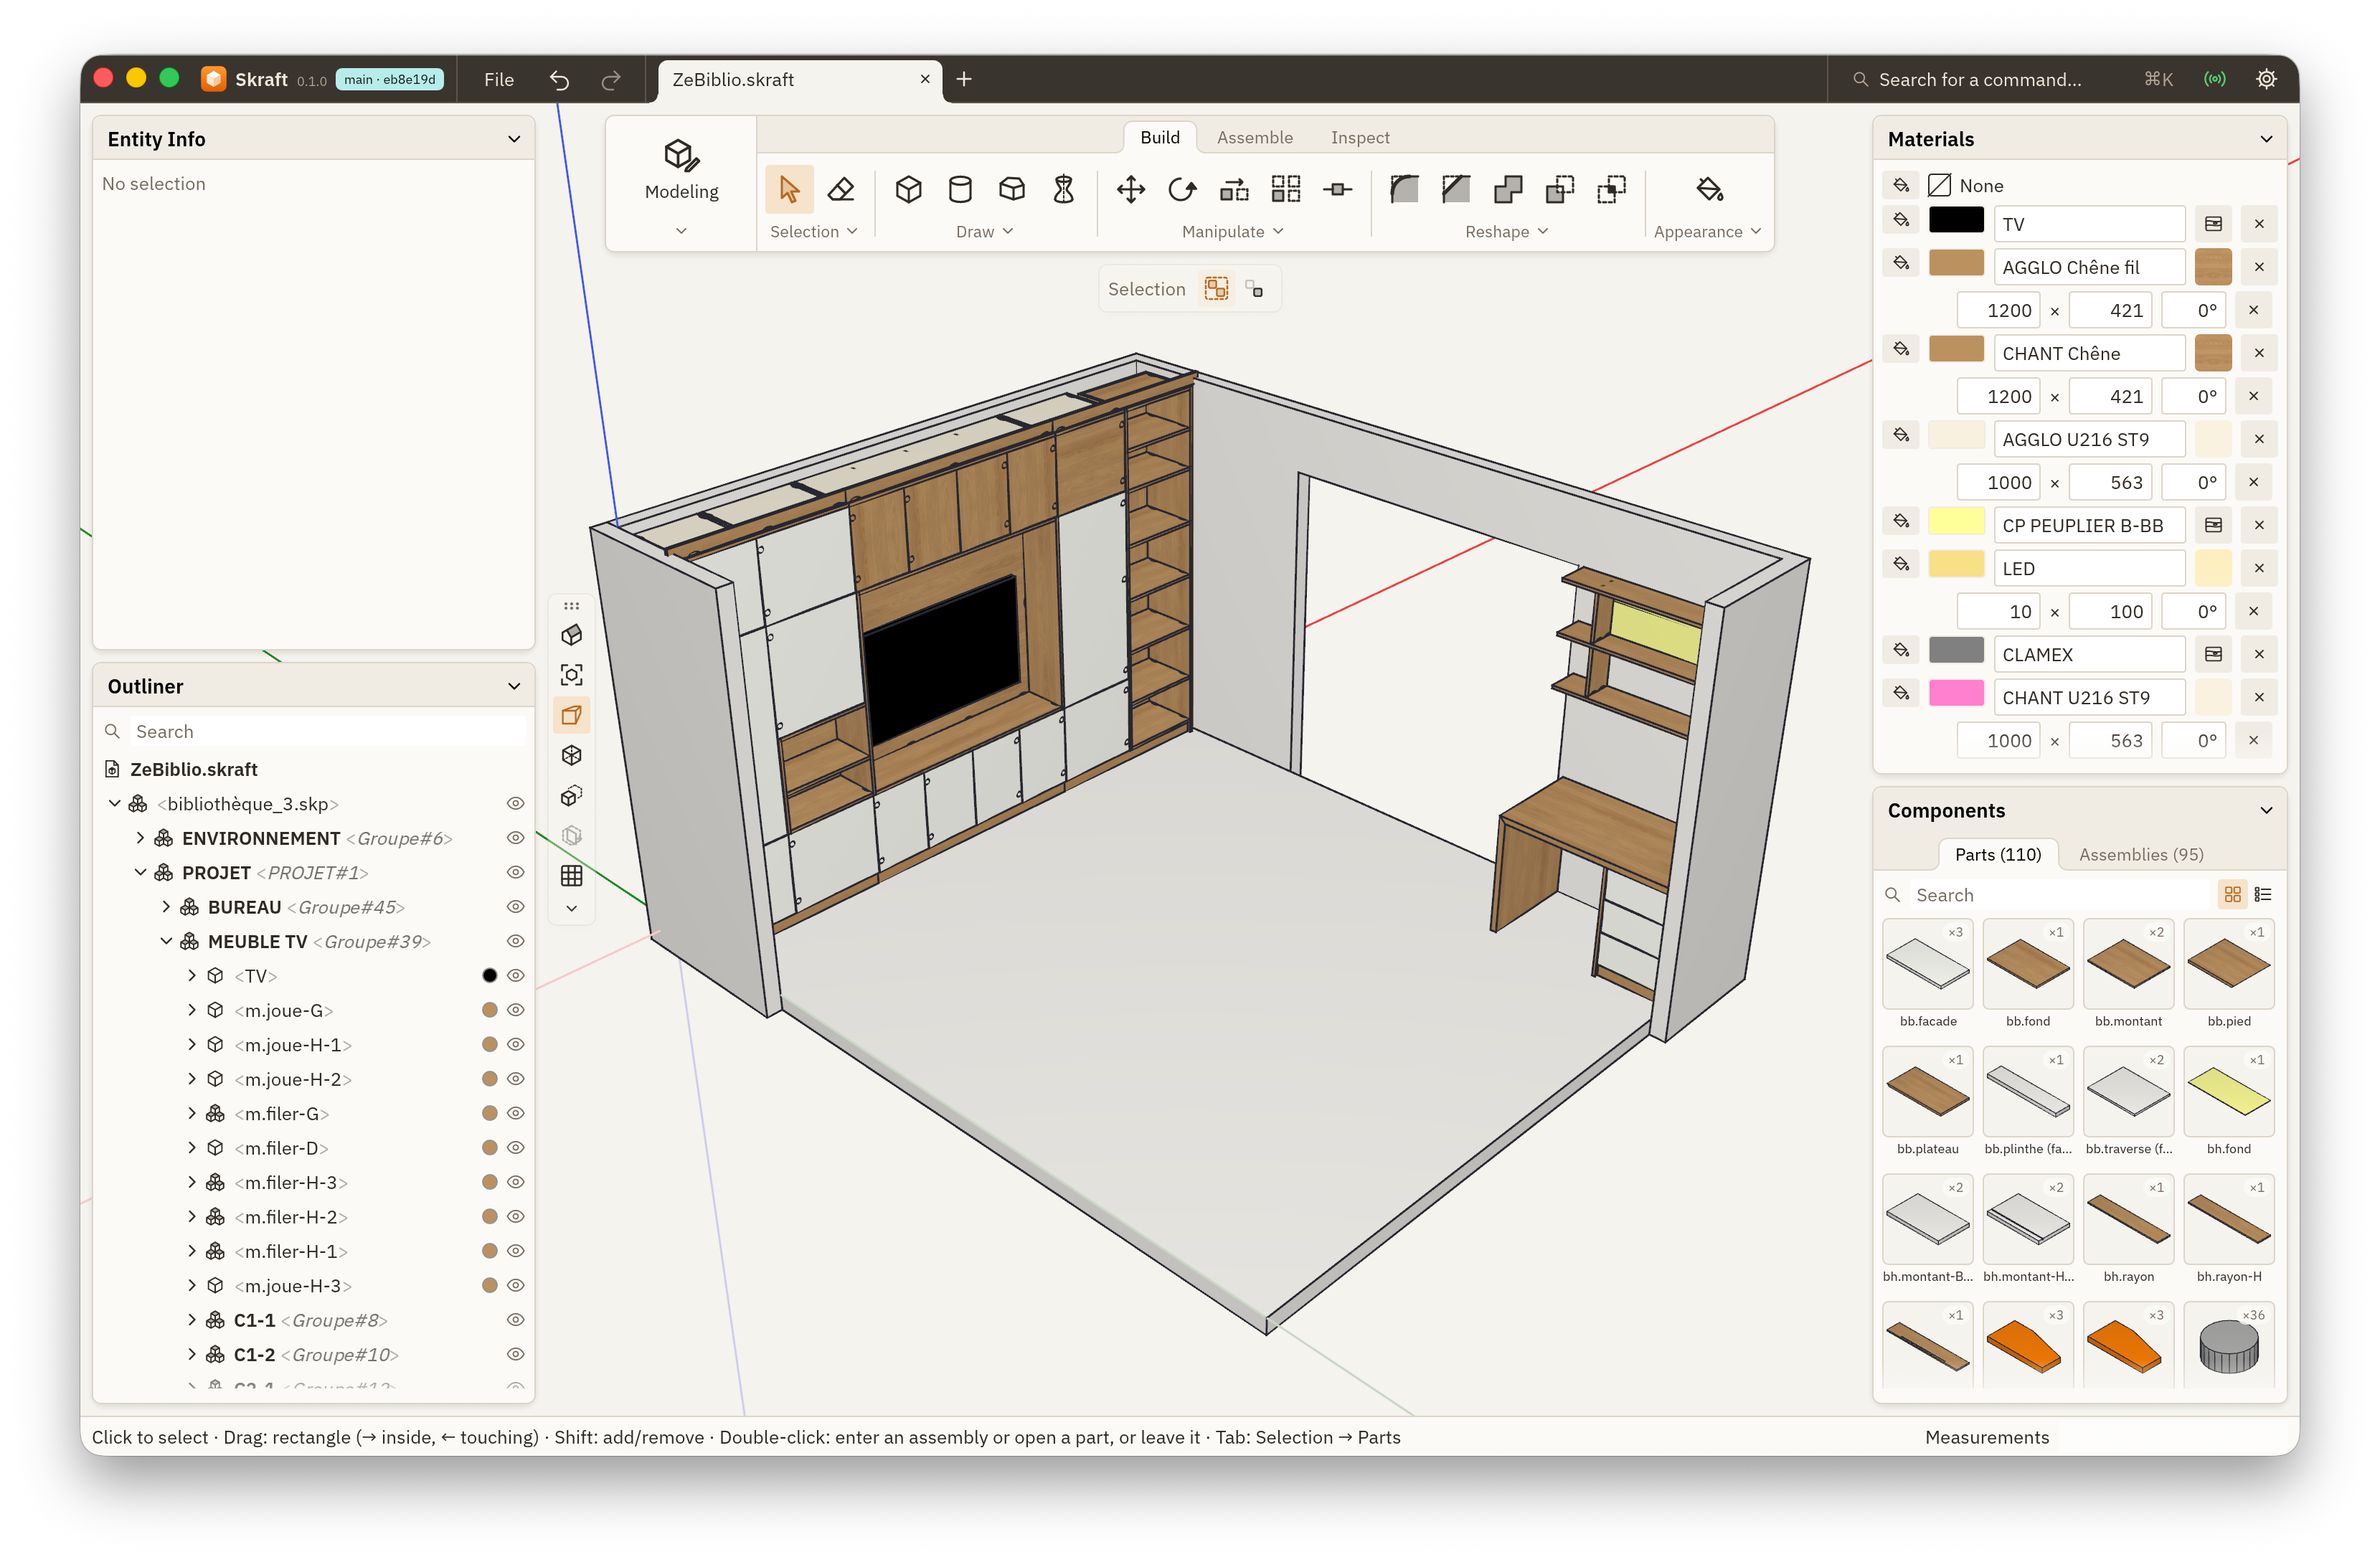 Skraft 0.1.0 main · eb8e19d File ZeBiblio.skraft × + Search for a command... ⌘K
Entity Info
No selection
Modeling
Build Assemble Inspect
Selection Draw Manipulate Reshape Appearance
Selection
Outliner
Search
ZeBiblio.skraft
<bibliothèque_3.skp>
ENVIRONNEMENT <Groupe#6>
PROJET <PROJET#1>
BUREAU <Groupe#45>
MEUBLE TV <Groupe#39>
<TV>
<m.joue-G>
<m.joue-H-1>
<m.joue-H-2>
<m.filer-G>
<m.filer-D>
<m.filer-H-3>
<m.filer-H-2>
<m.filer-H-1>
<m.joue-H-3>
C1-1 <Groupe#8>
C1-2 <Groupe#10>
Materials
None
TV ×
AGGLO Chêne fil ×
1200 × 421 0° ×
CHANT Chêne ×
1200 × 421 0° ×
AGGLO U216 ST9 ×
1000 × 563 0° ×
CP PEUPLIER B-BB ×
LED ×
10 × 100 0° ×
CLAMEX ×
CHANT U216 ST9 ×
1000 × 563 0° ×
Components
Parts (110) Assemblies (95)
Search
×3 ×1 ×2 ×1
bb.facade bb.fond bb.montant bb.pied
×1 ×1 ×2 ×1
bb.plateau bb.plinthe (fa... bb.traverse (f... bh.fond
×2 ×2 ×1 ×1
bh.montant-B... bh.montant-H... bh.rayon bh.rayon-H
×1 ×3 ×3 ×36
Click to select · Drag: rectangle (→ inside, ← touching) · Shift: add/remove · Double-click: enter an assembly or open a part, or leave it · Tab: Selection → Parts
Measurements